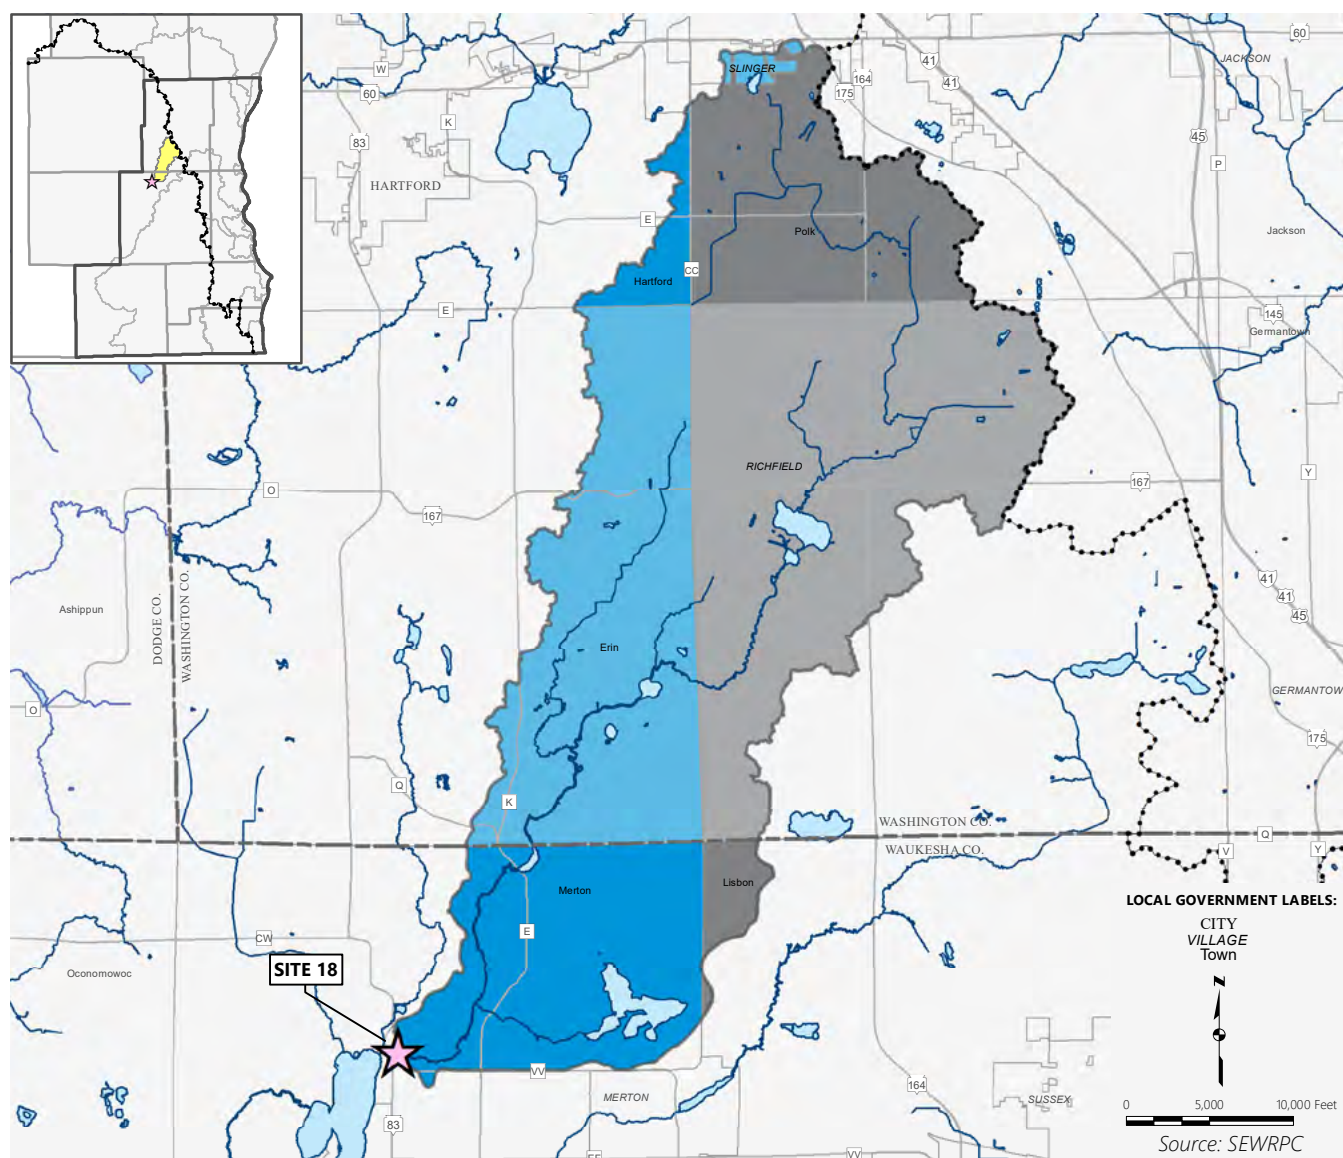 60
SLINGER
JACKSON
W
41
164
41
60
175
K
45
83
P
HARTFORD
E
Polk
Jackson
CC
Hartford
E
145
Germantown
RICHFIELD
Y
167
O
167
41
DODGE CO.
WASHINGTON CO.
41
Ashippun
45
Erin
Q
GERMANTOW
O
175
Q
K
WASHINGTON CO.
Q
WAUKESHA CO.
V
Y
Lisbon
Merton
LOCAL GOVERNMENT LABELS:
CITY
VILLAGE
Town
E
CW
SITE 18
Oconomowoc
N
VV
164
MERTON
SUSSEX
0 5,000 10,000 Feet
83
Source: SEWRPC
EF
VV